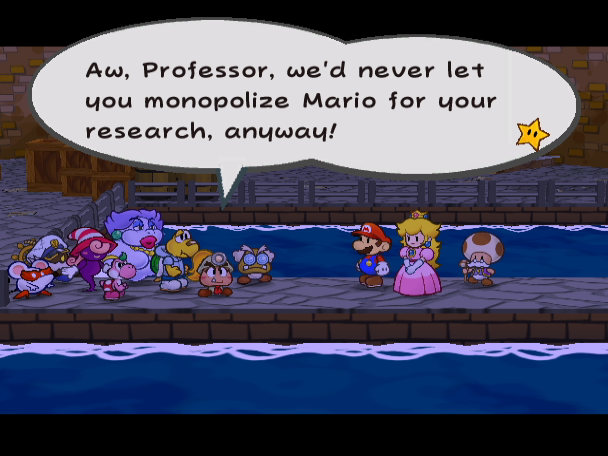 Aw, Professor, we'd never let
you monopolize Mario for your
research, anyway!